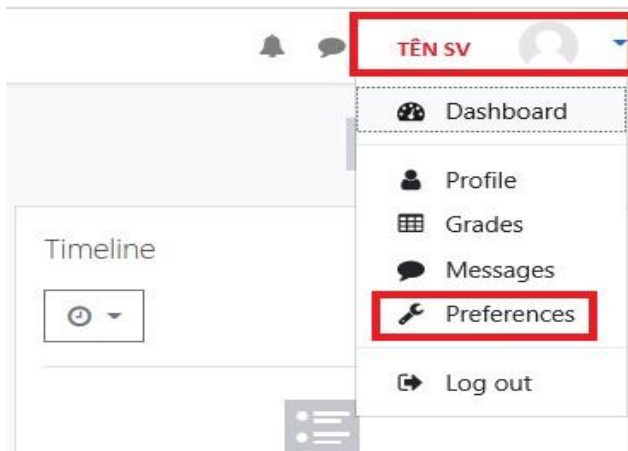 TÊN SV
Dashboard
Profile
Grades
Timeline
Messages
Preferences
Log out